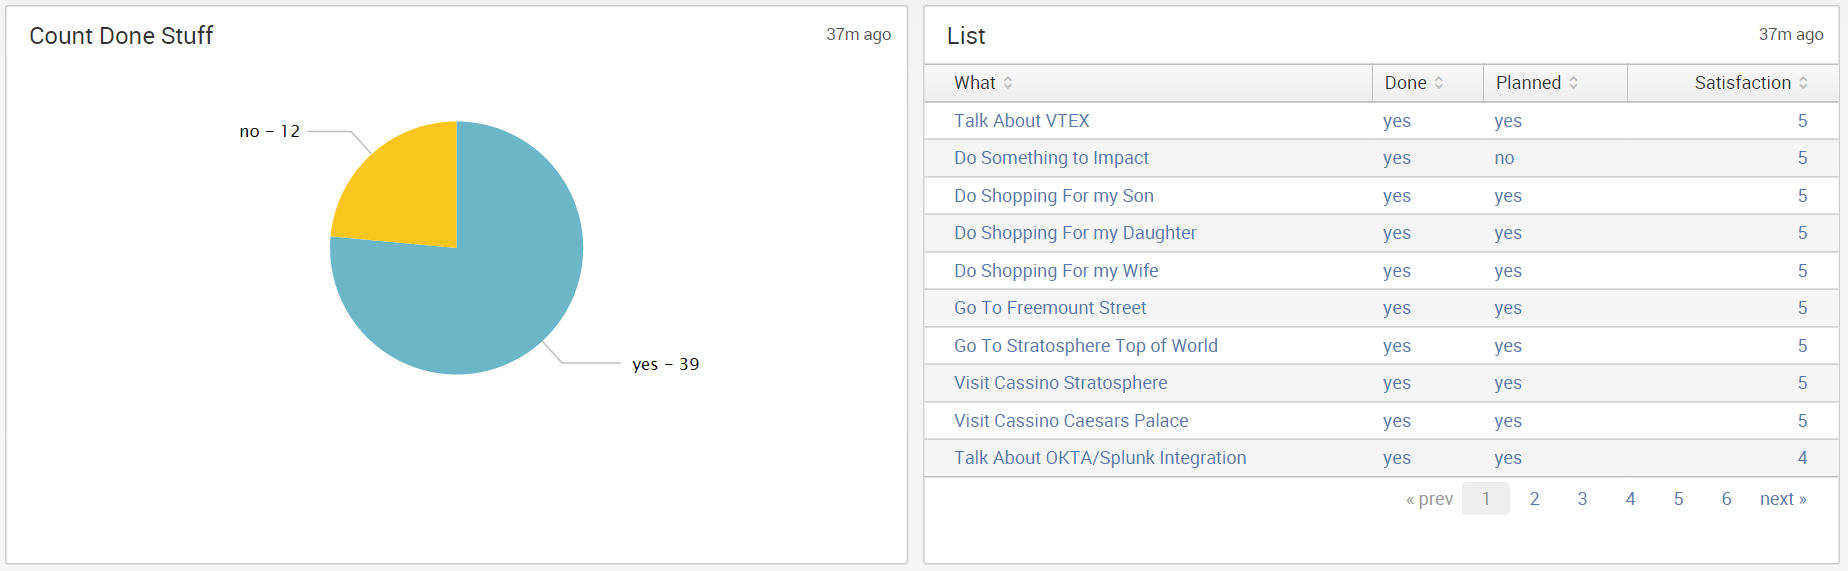 Count Done Stuff
37m ago
no - 12
yes - 39
List
37m ago
What Done Planned Satisfaction
Talk About VTEX yes yes 5
Do Something to Impact yes no 5
Do Shopping For my Son yes yes 5
Do Shopping For my Daughter yes yes 5
Do Shopping For my Wife yes yes 5
Go To Freemount Street yes yes 5
Go To Stratosphere Top of World yes yes 5
Visit Cassino Stratosphere yes yes 5
Visit Cassino Caesars Palace yes yes 5
Talk About OKTA/Splunk Integration yes yes 4
« prev 1 2 3 4 5 6 next »